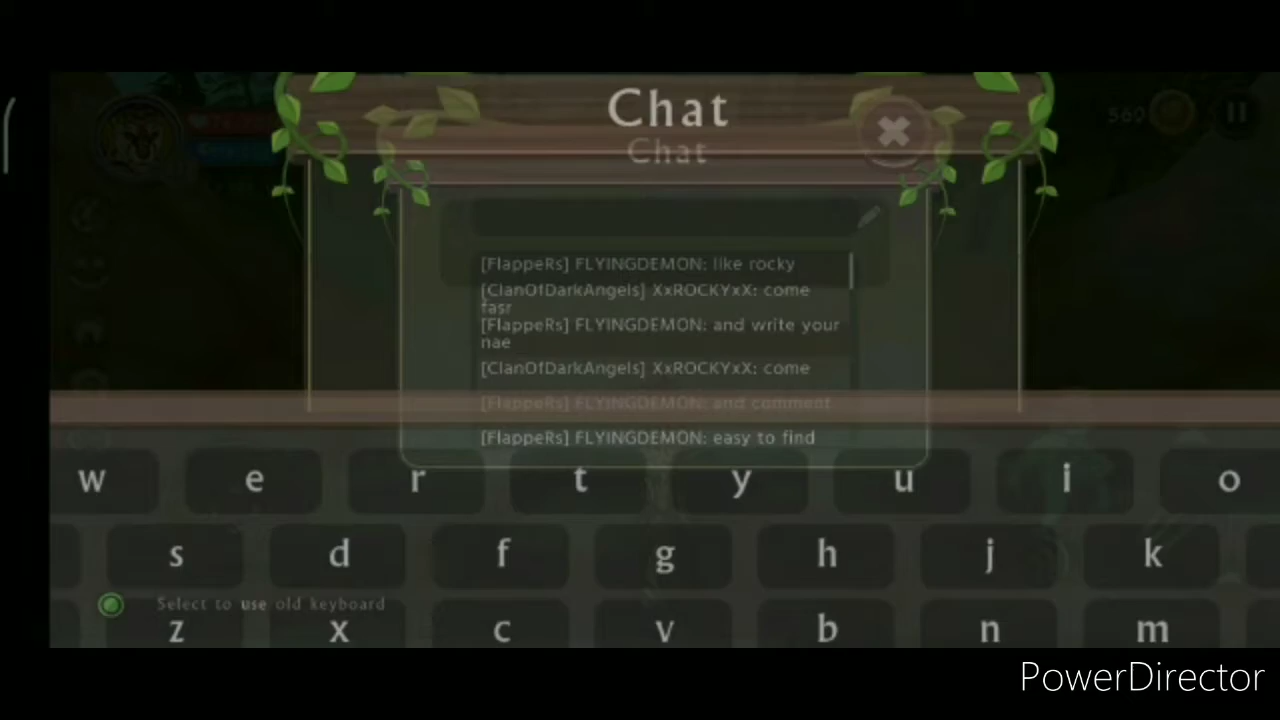 Chat
Chat
569
[FlappeRs] FLYINGDEMON: like rocky
[ClanOfDarkAngels] XxROCKYxX: come
fasr
[FlappeRs] FLYINGDEMON: and write your
nae
[ClanOfDarkAngels] XxROCKYxX: come
[FlappeRs] FLYINGDEMON: and comment
[FlappeRs] FLYINGDEMON: easy to find
w e r t y u i o
s d f g h j k
Select to use old keyboard
z x c v b n m
PowerDirector